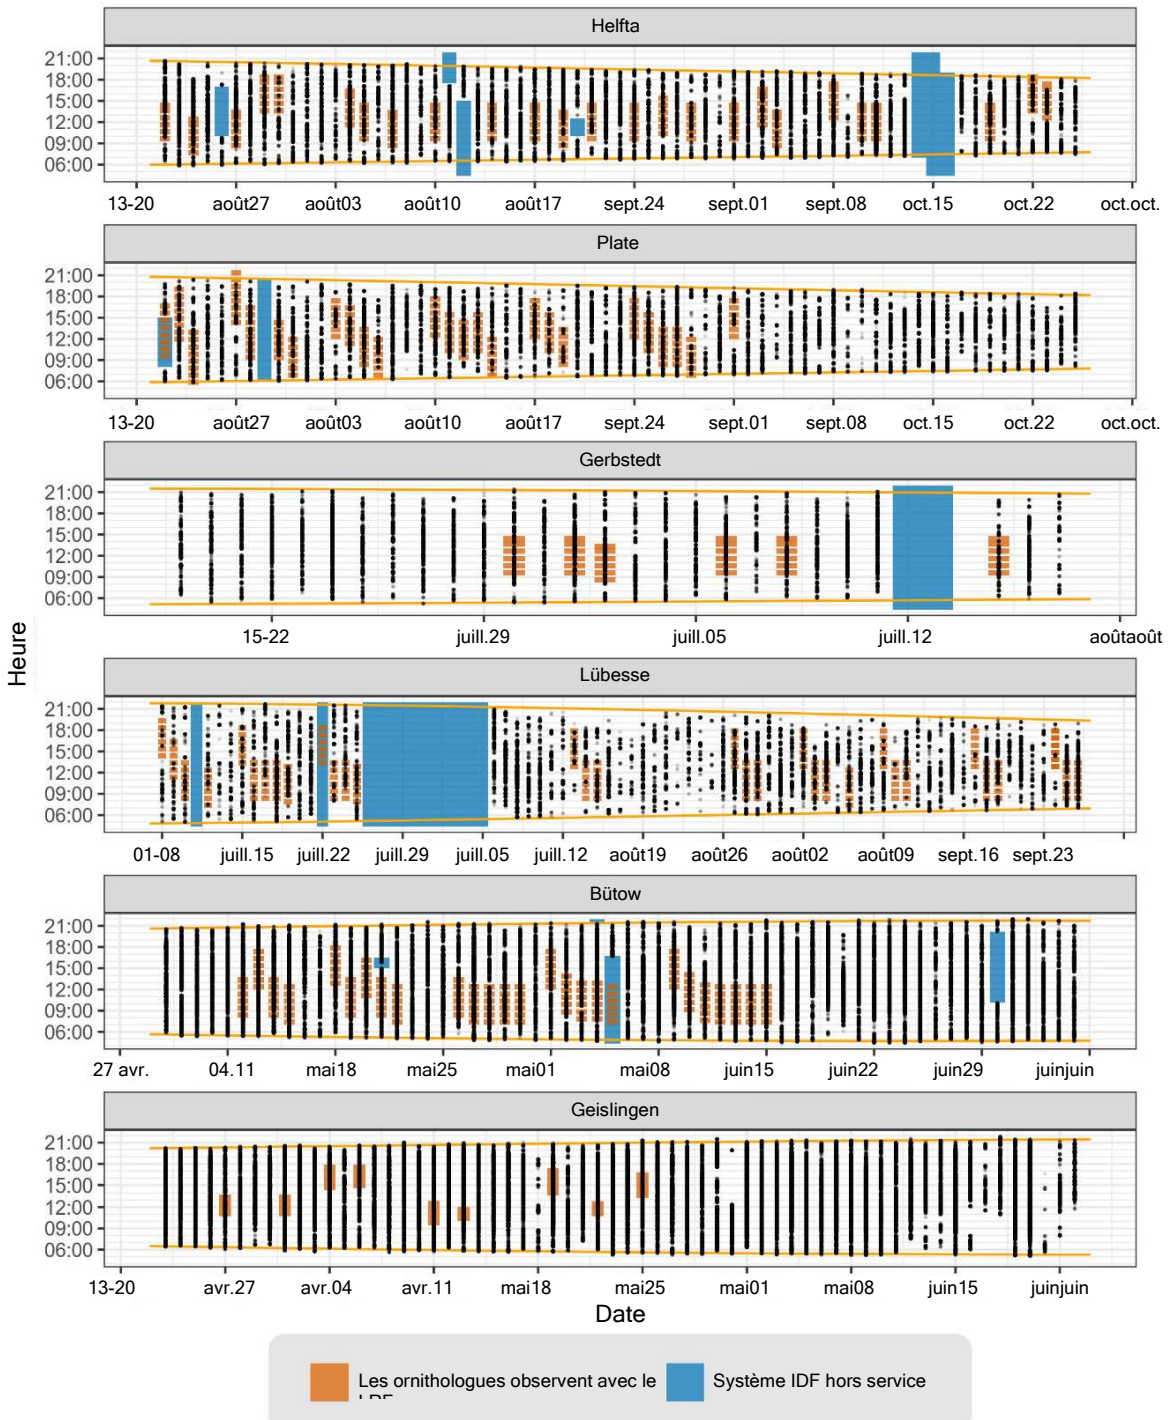 Helfta
21:00
18:00
15:00
12:00
09:00
06:00
13-20 août27 août03 août10 août17 sept.24 sept.01 sept.08 oct.15 oct.22 oct.oct.
Plate
21:00
18:00
15:00
12:00
09:00
06:00
13-20 août27 août03 août10 août17 sept.24 sept.01 sept.08 oct.15 oct.22 oct.oct.
Gerbstedt
21:00
18:00
15:00
12:00
09:00
06:00
15-22 juill.29 juill.05 juill.12 aoûtaoût
Heure
Lübesse
21:00
18:00
15:00
12:00
09:00
06:00
01-08 juill.15 juill.22 juill.29 juill.05 juill.12 août19 août26 août02 août09 sept.16 sept.23
Bütow
21:00
18:00
15:00
12:00
09:00
06:00
27 avr. 04.11 mai18 mai25 mai01 mai08 juin15 juin22 juin29 juinjuin
Geislingen
21:00
18:00
15:00
12:00
09:00
06:00
13-20 avr.27 avr.04 avr.11 mai18 mai25 mai01 mai08 juin15 juinjuin
Date
Les ornithologues observent avec le
Système IDF hors service